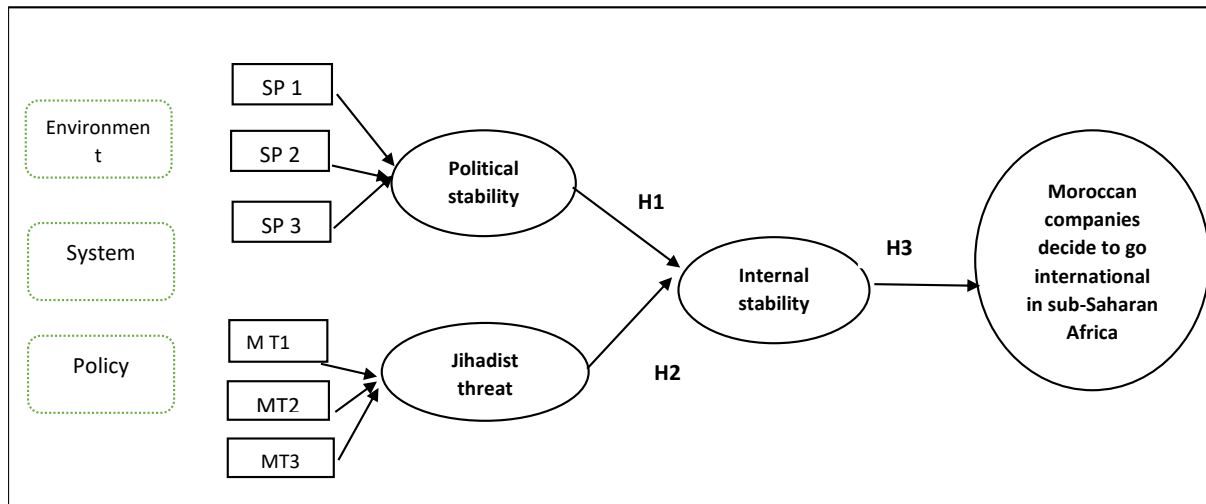 Environmen
t
System
Policy
SP 1
SP 2
SP 3
M T1
MT2
MT3
Political
stability
Jihadist
threat
H1
H2
Internal
stability
H3
Moroccan
companies
decide to go
international
in sub-Saharan
Africa